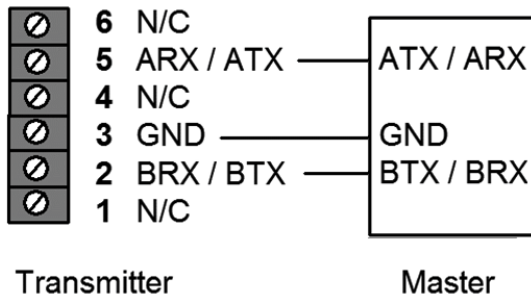 6 N/C
5 ARX / ATX ATX / ARX
4 N/C
3 GND GND
2 BRX / BTX BTX / BRX
1 N/C
Transmitter Master